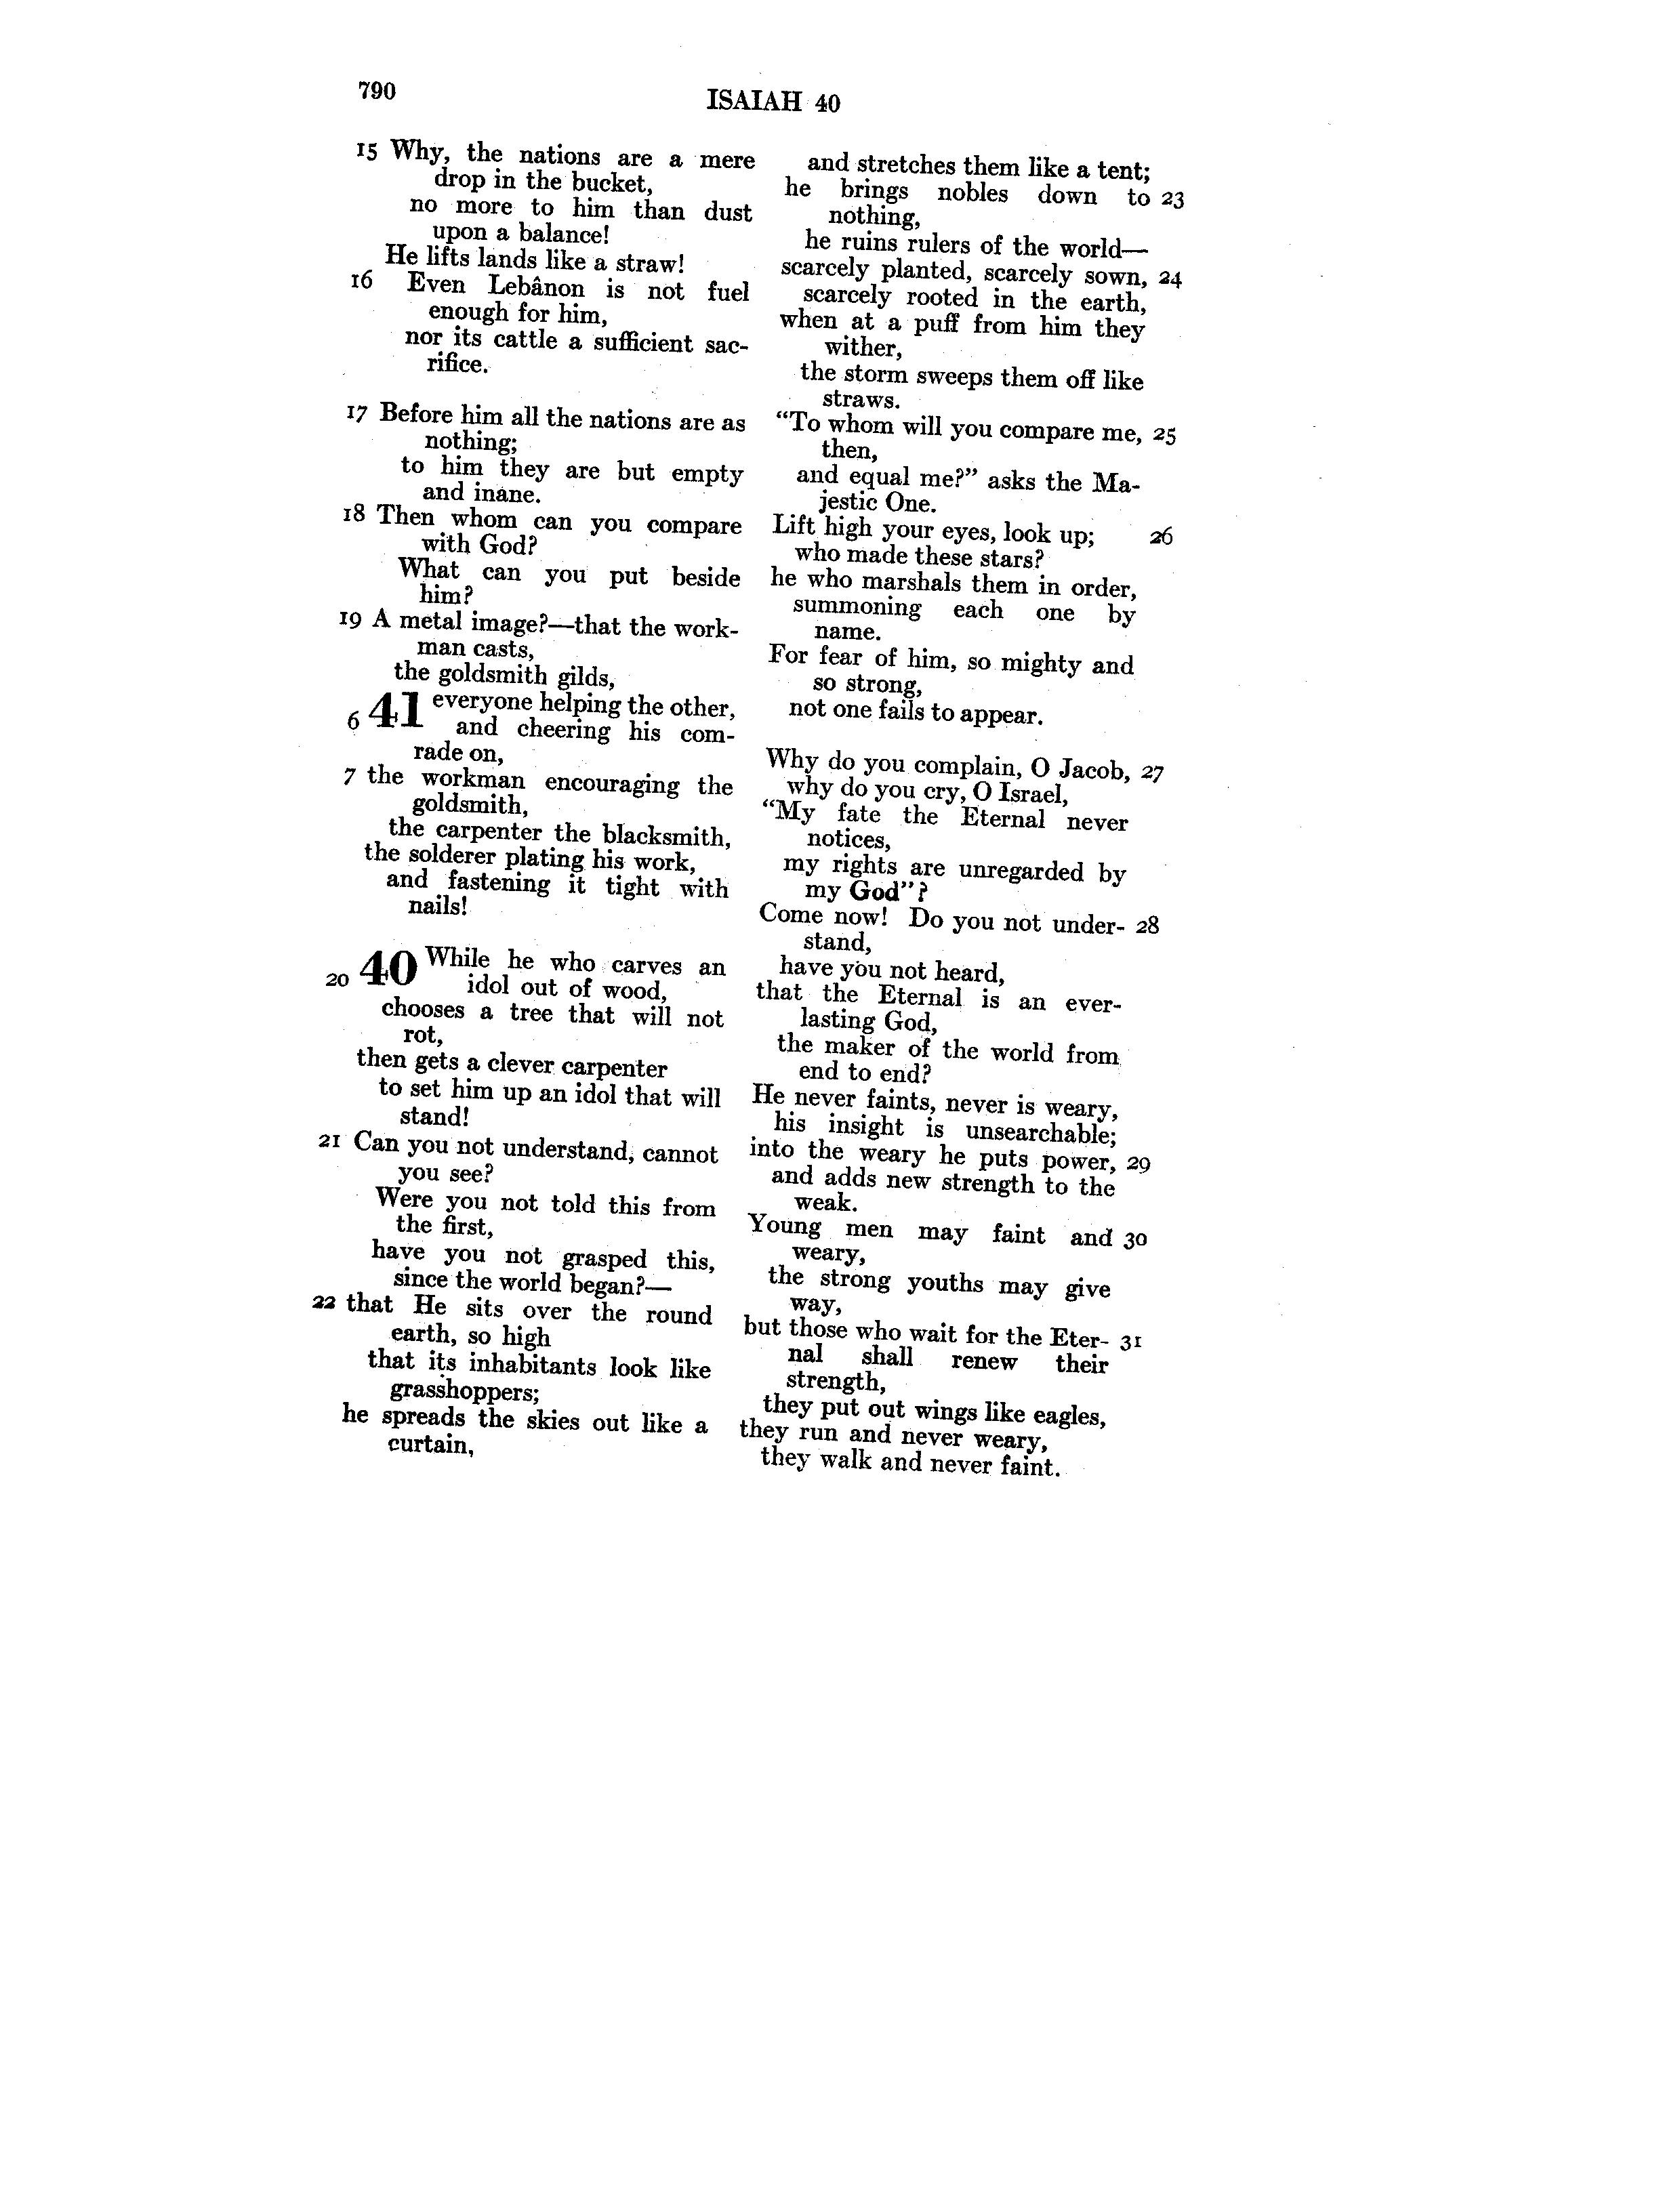 790
ISAIAH 40
15 Why, the nations are a mere
drop in the bucket,
no more to him than dust
upon a balance!
He lifts lands like a straw!
16 Even Lebânon is not fuel
enough for him,
nor its cattle a sufficient sac-
rifice.
17 Before him all the nations are as
nothing;
to him they are but empty
and inane.
18 Then whom can you compare
with God?
What can you put beside
him?
19 A metal image?—that the work-
man casts,
the goldsmith gilds,
6 41 everyone helping the other,
and cheering his com-
rade on,
7 the workman encouraging the
goldsmith,
the carpenter the blacksmith,
the solderer plating his work,
and fastening it tight with
nails!
20 40 While he who carves an
idol out of wood,
chooses a tree that will not
rot,
then gets a clever carpenter
to set him up an idol that will
stand!
21 Can you not understand, cannot
you see?
Were you not told this from
the first,
have you not grasped this,
since the world began?—
22 that He sits over the round
earth, so high
that its inhabitants look like
grasshoppers;
he spreads the skies out like a
curtain,
and stretches them like a tent;
he brings nobles down to 23
nothing,
he ruins rulers of the world—
scarcely planted, scarcely sown, 24
scarcely rooted in the earth,
when at a puff from him they
wither,
the storm sweeps them off like
straws.
"To whom will you compare me, 25
then,
and equal me?" asks the Ma-
jestic One.
Lift high your eyes, look up; 26
who made these stars?
he who marshals them in order,
summoning each one by
name.
For fear of him, so mighty and
so strong,
not one fails to appear.
Why do you complain, O Jacob, 27
why do you cry, O Israel,
"My fate the Eternal never
notices,
my rights are unregarded by
my God"?
Come now! Do you not under- 28
stand,
have you not heard,
that the Eternal is an ever-
lasting God,
the maker of the world from
end to end?
He never faints, never is weary,
his insight is unsearchable;
into the weary he puts power, 29
and adds new strength to the
weak.
Young men may faint and 30
weary,
the strong youths may give
way,
but those who wait for the Eter- 31
nal shall renew their
strength,
they put out wings like eagles,
they run and never weary,
they walk and never faint.